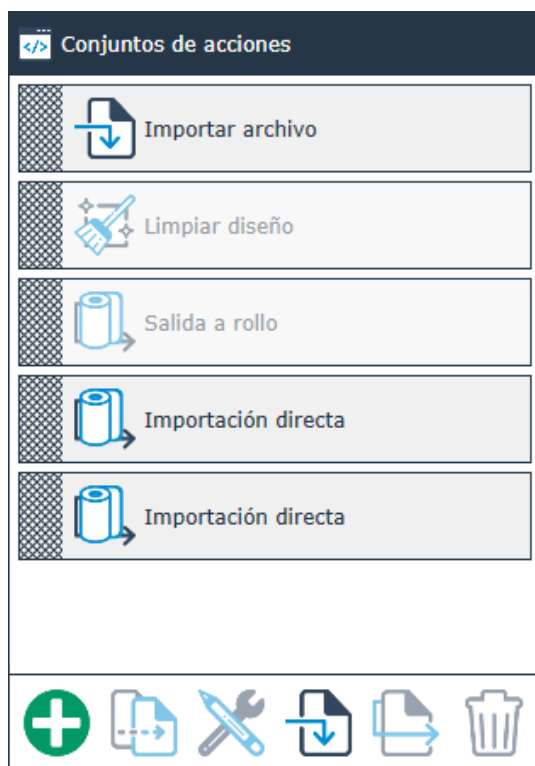 Conjuntos de acciones
Importar archivo
Limpiar diseño
Salida a rollo
Importación directa
Importación directa